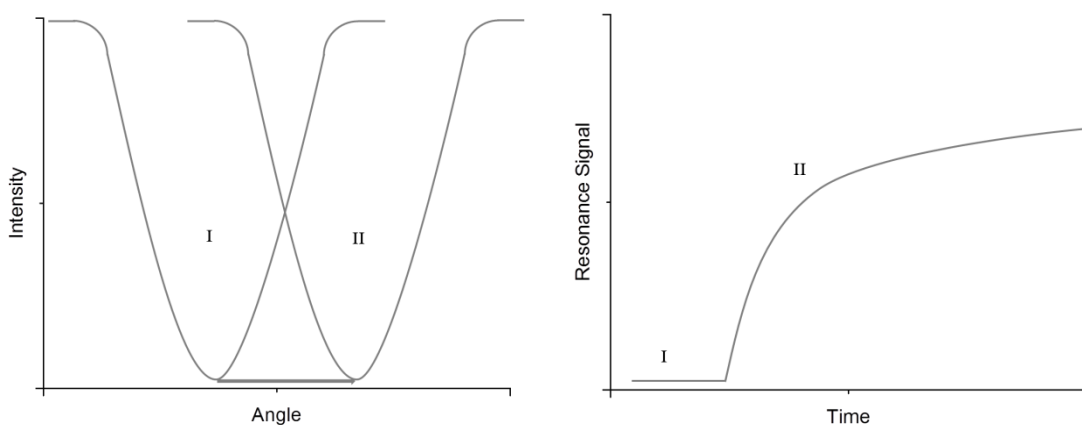 Intensity
I
II
Angle
Resonance Signal
II
I
Time